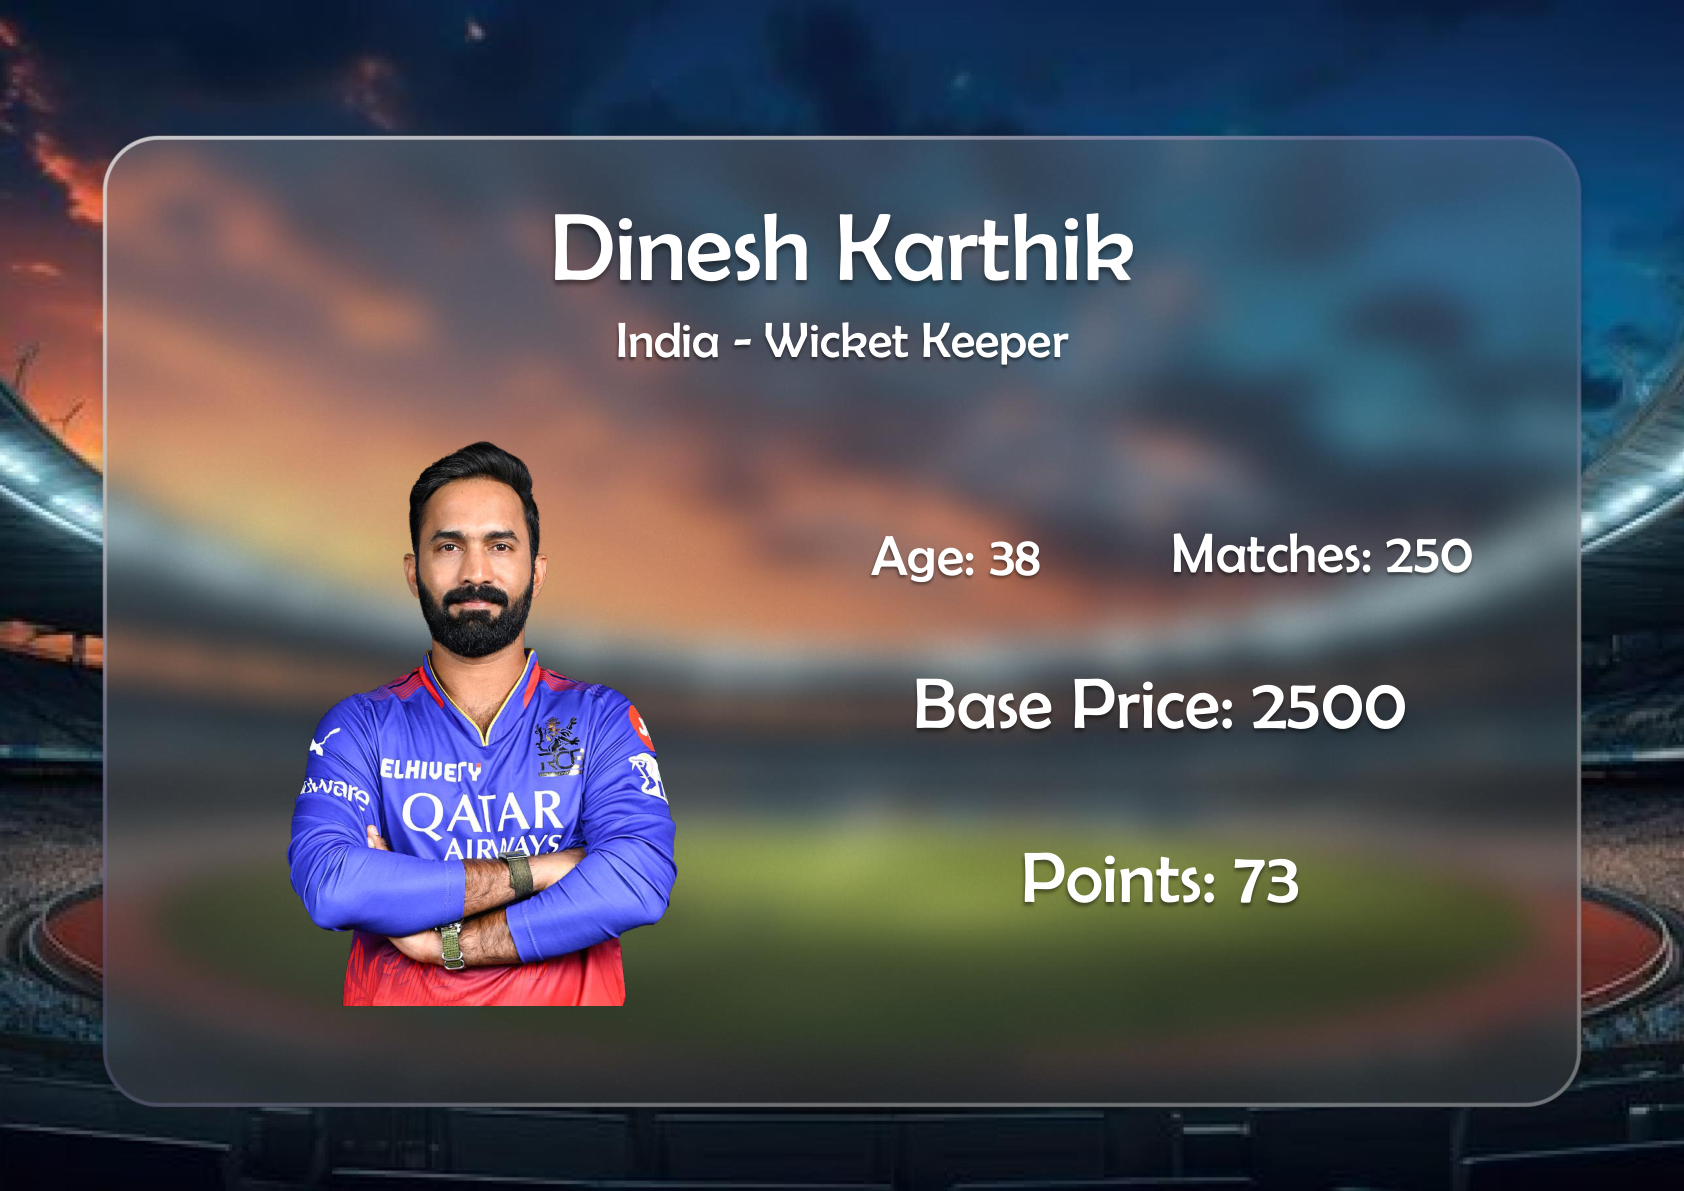 Dinesh Karthik
India - Wicket Keeper
Age: 38
Matches: 250
Base Price: 2500
Points: 73
ELHIVERY
QATAR
AIRWAYS